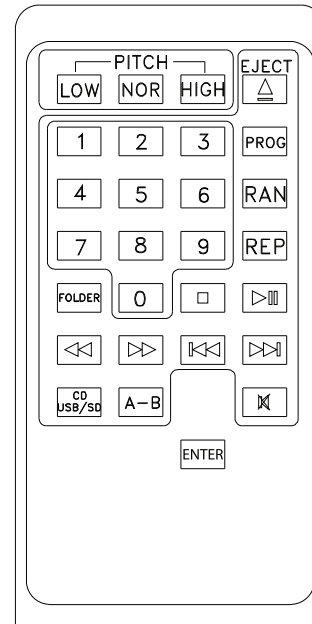 PITCH EJECT
LOW NOR HIGH
1 2 3 PROG
4 5 6 RAN
7 8 9 REP
FOLDER 0
CD
USB/SD A-B
ENTER